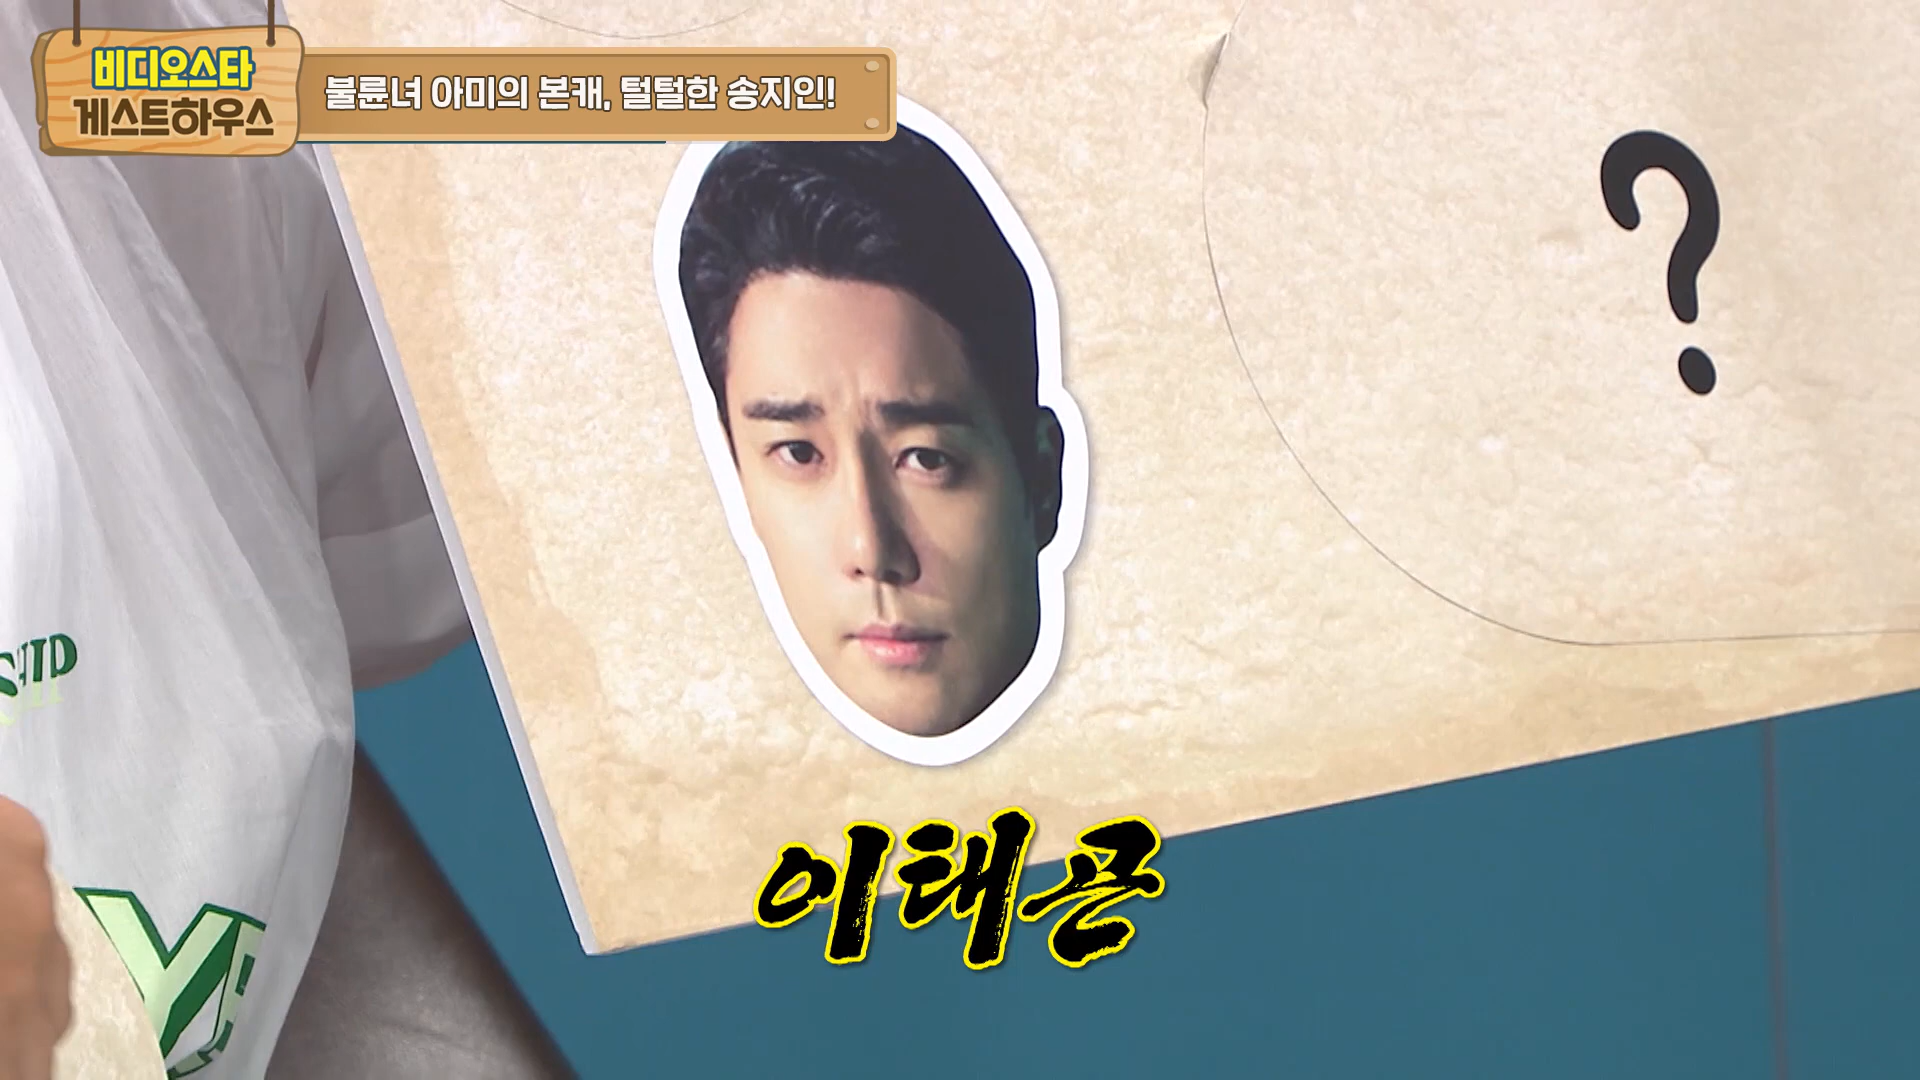 비디오스타
게스트하우스
불륜녀 아미의 본캐, 털털한 송지인!
?
이태곤